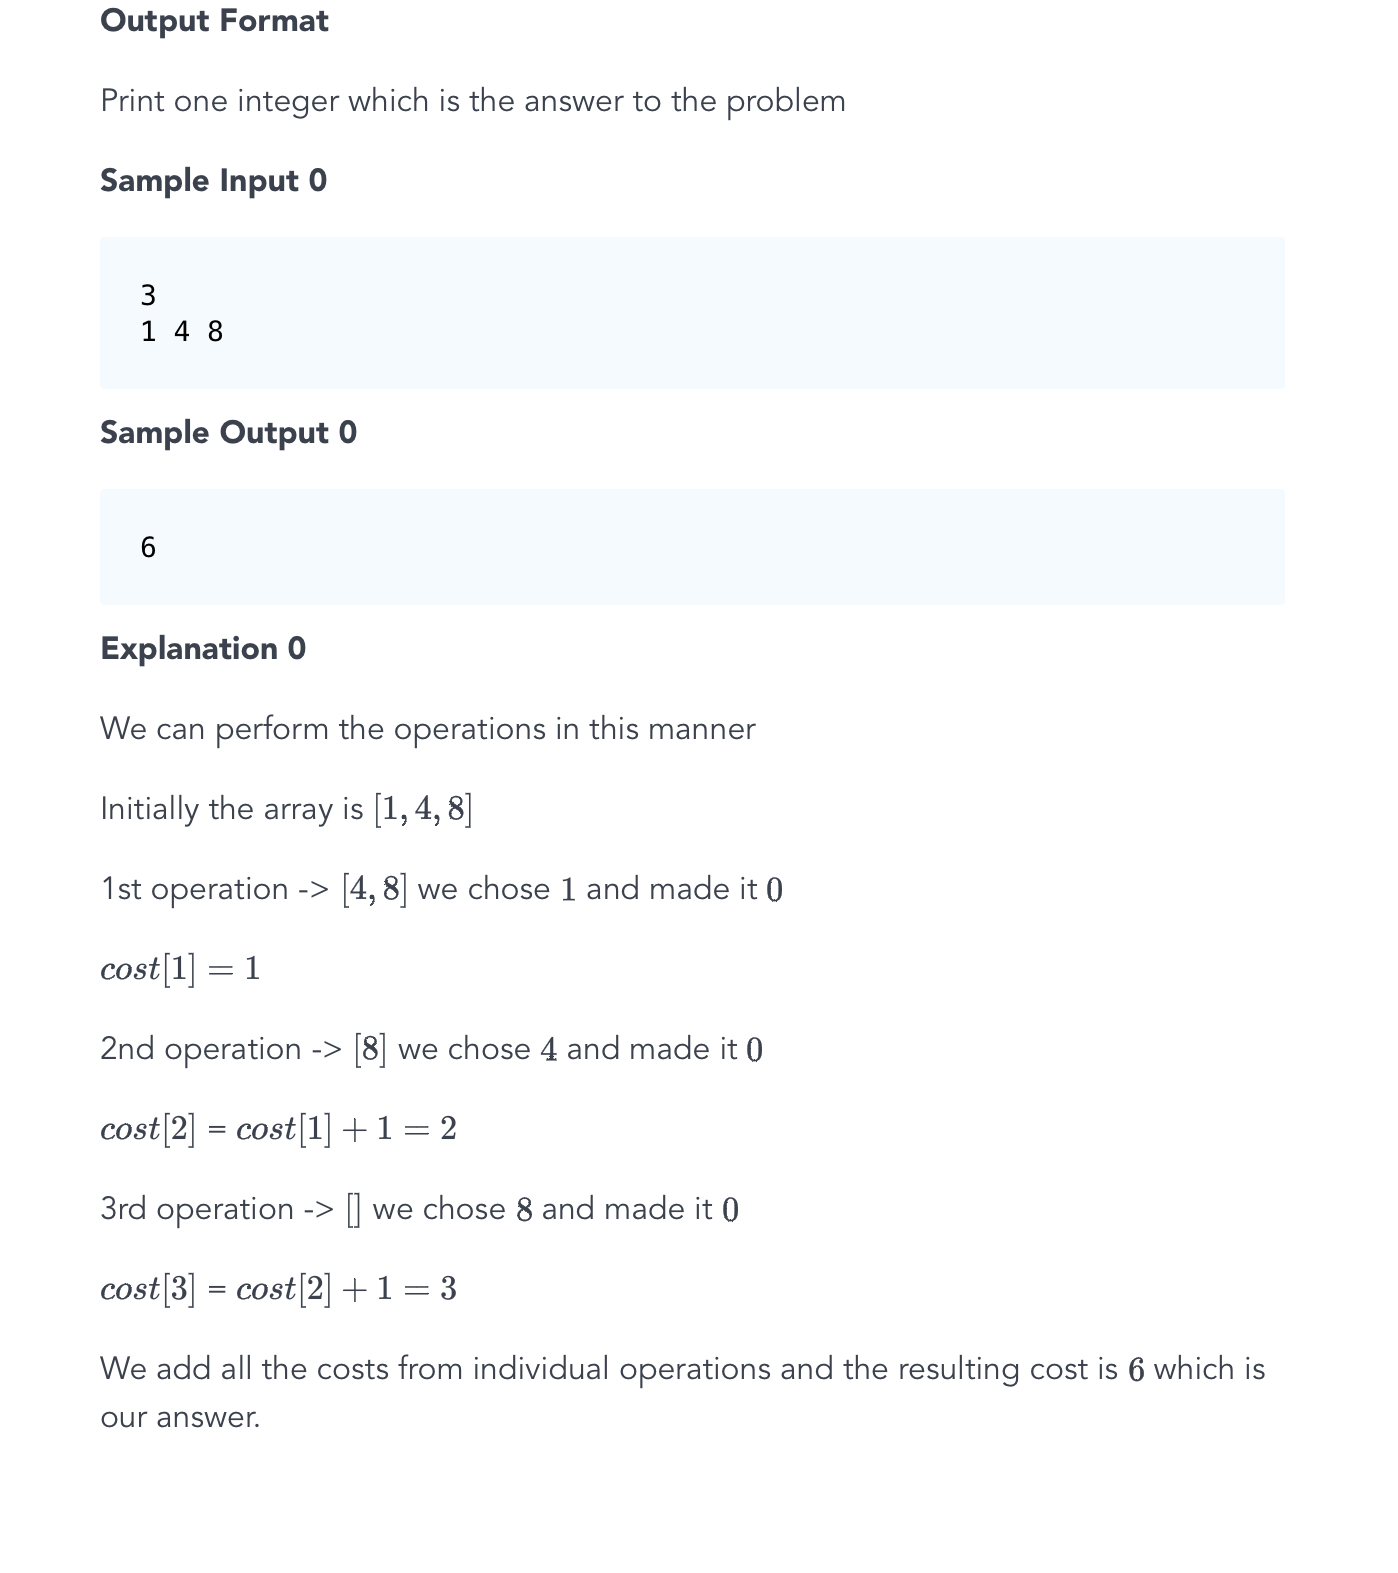 Output Format
Print one integer which is the answer to the problem
Sample Input 0
3
1 4 8
Sample Output 0
6
Explanation 0
We can perform the operations in this manner
Initially the array is [1, 4, 8]
1st operation -> [4, 8] we chose 1 and made it 0
cost[1] = 1
2nd operation -> [8] we chose 4 and made it 0
cost[2] = cost[1] + 1 = 2
3rd operation -> [] we chose 8 and made it 0
cost[3] = cost[2] + 1 = 3
We add all the costs from individual operations and the resulting cost is 6 which is
our answer.